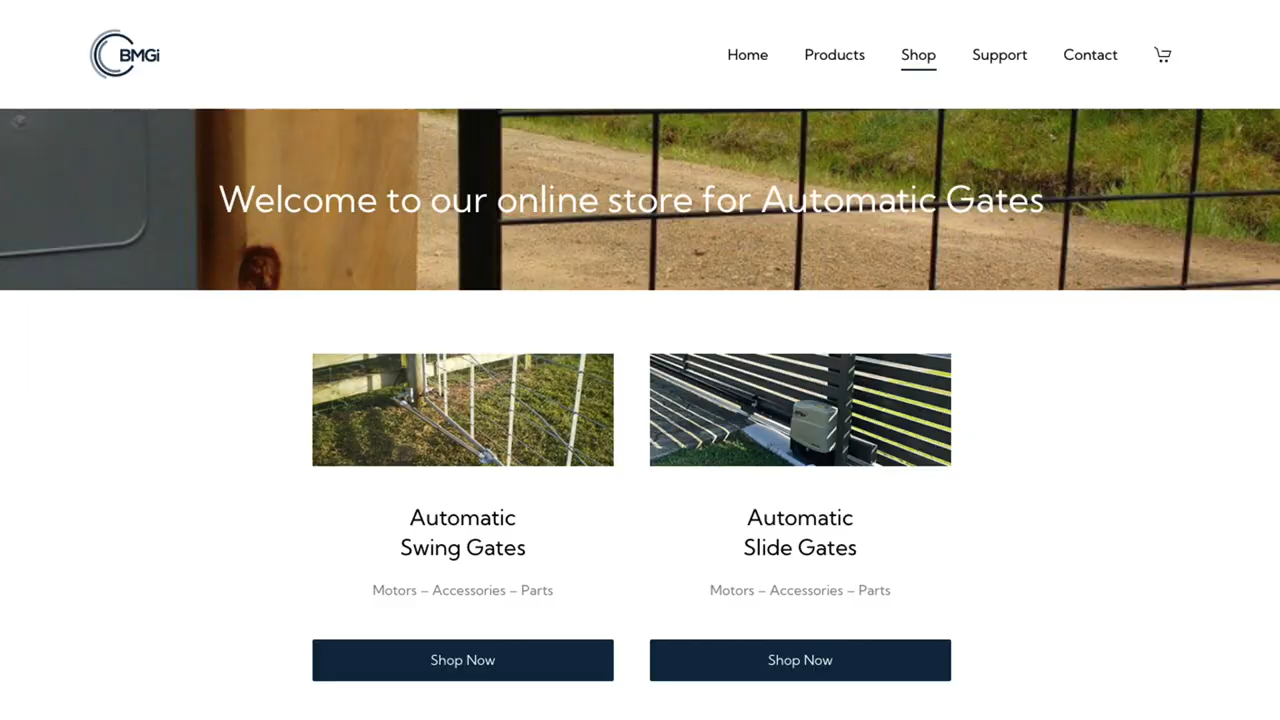 BMGi
Home Products Shop Support Contact
Welcome to our online store for Automatic Gates
Automatic
Swing Gates
Motors – Accessories – Parts
Shop Now
Automatic
Slide Gates
Motors – Accessories – Parts
Shop Now